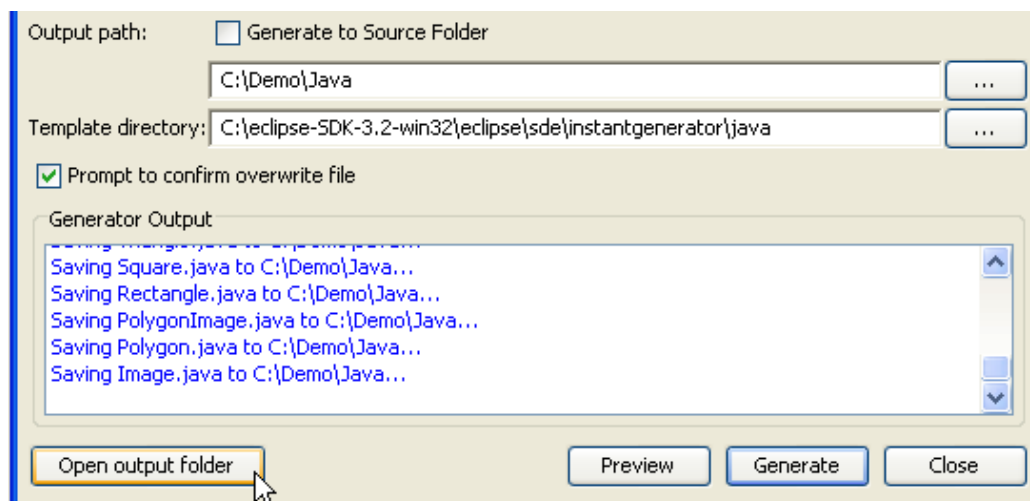 Output path: Generate to Source Folder
C:\Demo\Java ...
Template directory: C:\eclipse-SDK-3.2-win32\eclipse\sde\instantgenerator\java ...
Prompt to confirm overwrite file
Generator Output
Saving Square.java to C:\Demo\Java...
Saving Rectangle.java to C:\Demo\Java...
Saving PolygonImage.java to C:\Demo\Java...
Saving Polygon.java to C:\Demo\Java...
Saving Image.java to C:\Demo\Java...
Open output folder Preview Generate Close